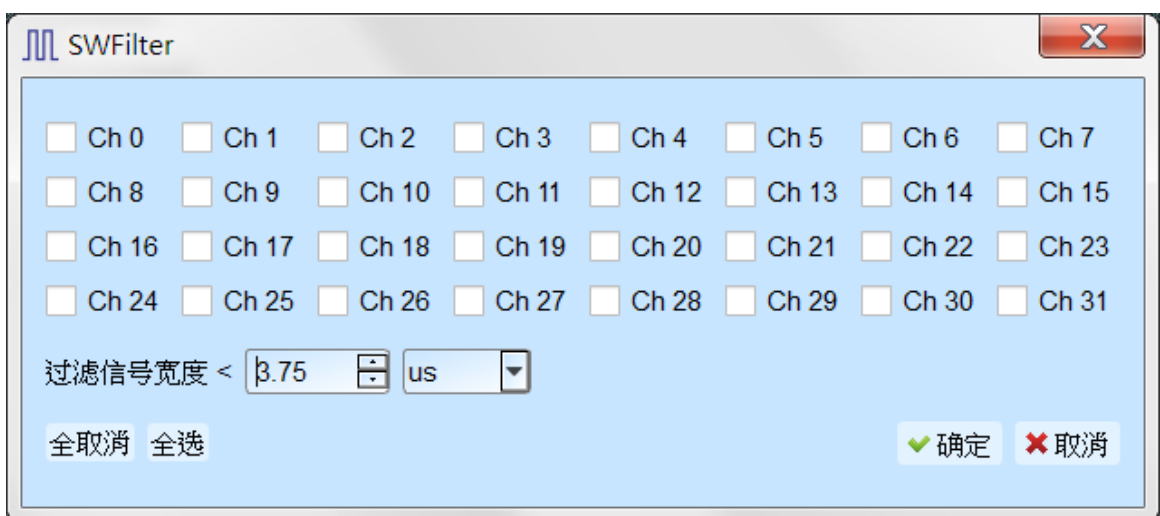 SWFilter
Ch 0 Ch 1 Ch 2 Ch 3 Ch 4 Ch 5 Ch 6 Ch 7
Ch 8 Ch 9 Ch 10 Ch 11 Ch 12 Ch 13 Ch 14 Ch 15
Ch 16 Ch 17 Ch 18 Ch 19 Ch 20 Ch 21 Ch 22 Ch 23
Ch 24 Ch 25 Ch 26 Ch 27 Ch 28 Ch 29 Ch 30 Ch 31
过滤信号宽度 < 3.75 us
全取消 全选 确定 取消